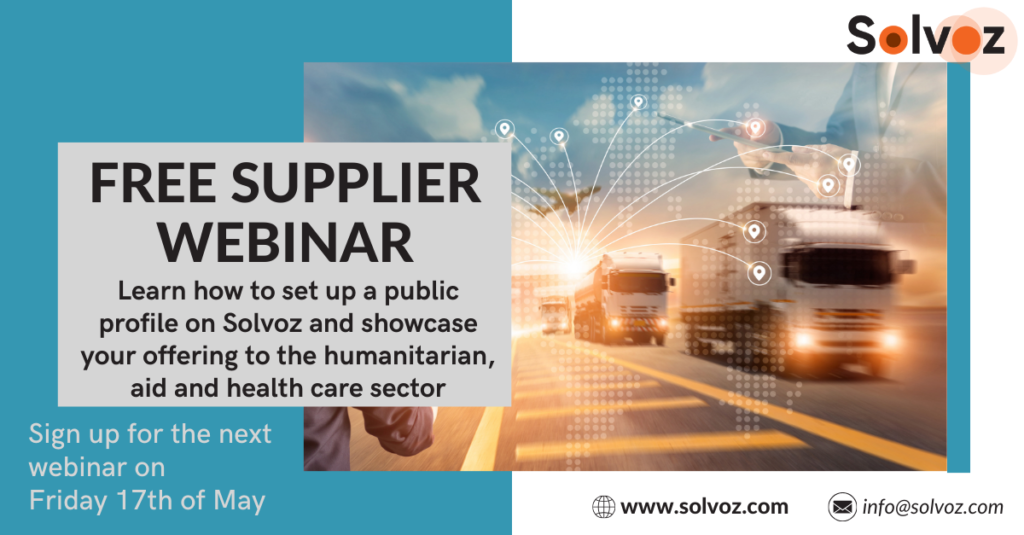 Solvoz
FREE SUPPLIER
WEBINAR
Learn how to set up a public
profile on Solvoz and showcase
your offering to the humanitarian,
aid and health care sector
Sign up for the next
webinar on
Friday 17th of May
www.solvoz.com
info@solvoz.com